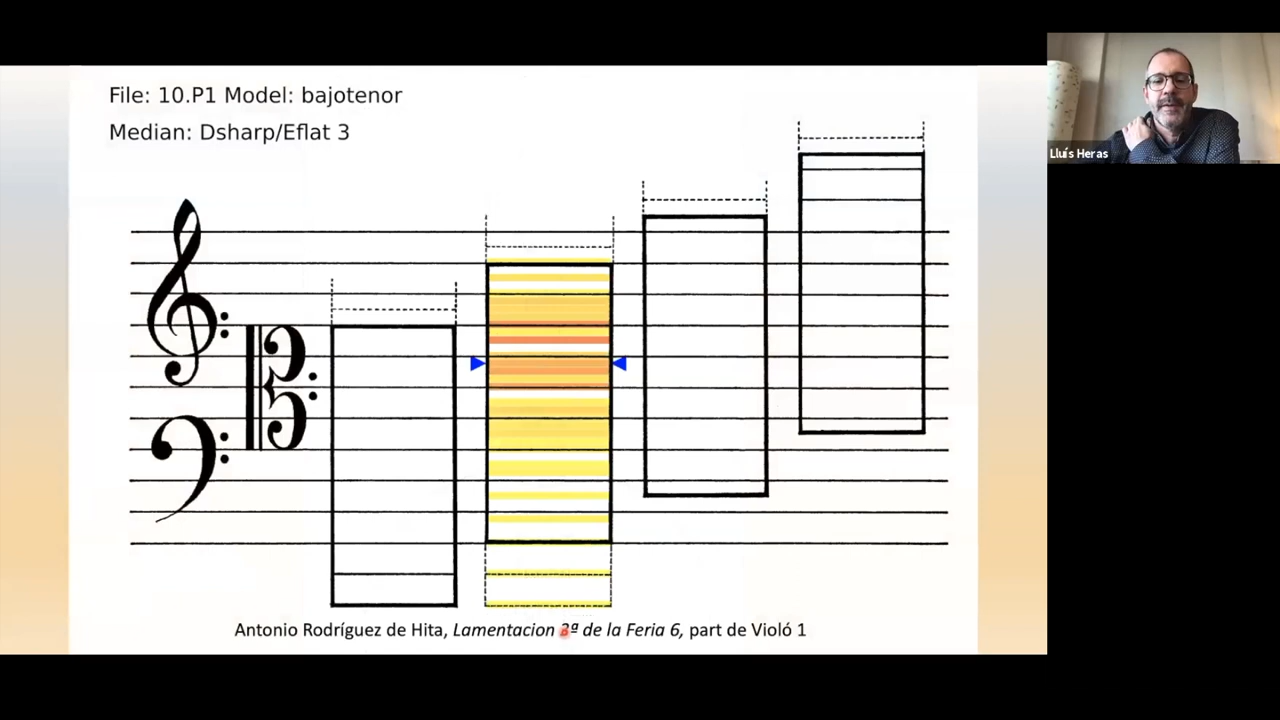 File: 10.P1 Model: bajotenor
Median: Dsharp/Eflat 3
Lluís Heras
Antonio Rodríguez de Hita, Lamentacion 3ª de la Feria 6, part de Violó 1